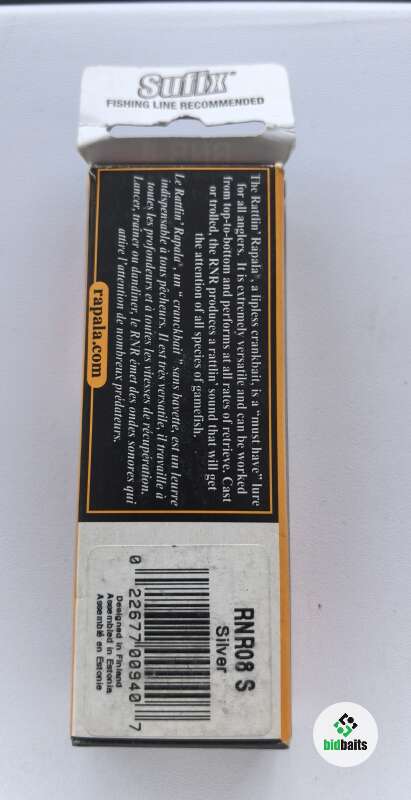 Sufix
FISHING LINE RECOMMENDED
The Rattlin' Rapala®, a lipless crankbait, is a "must have" lure
for all anglers. It is extremely versatile and can be worked
from top-to-bottom and performs at all rates of retrieve. Cast
or trolled, the RNR produces a rattlin' sound that will get
the attention of all species of gamefish.
Le Rattlin' Rapala®, un "cranckbait" sans bavette, est un leurre
indispensable à tous pêcheurs. Il est très versatile, il travaille à
toutes les profondeurs et à toutes les vitesses de récupération.
Lancer, trâiner ou dandiner, le RNR émet des ondes sonores qui
attire l'attention de nombreux prédateurs.
rapala.com
RNR08 S
Silver
0 22677 00940 7
Designed in Finland
Assembled in Estonia
Assemblé en Estonie
bidbaits